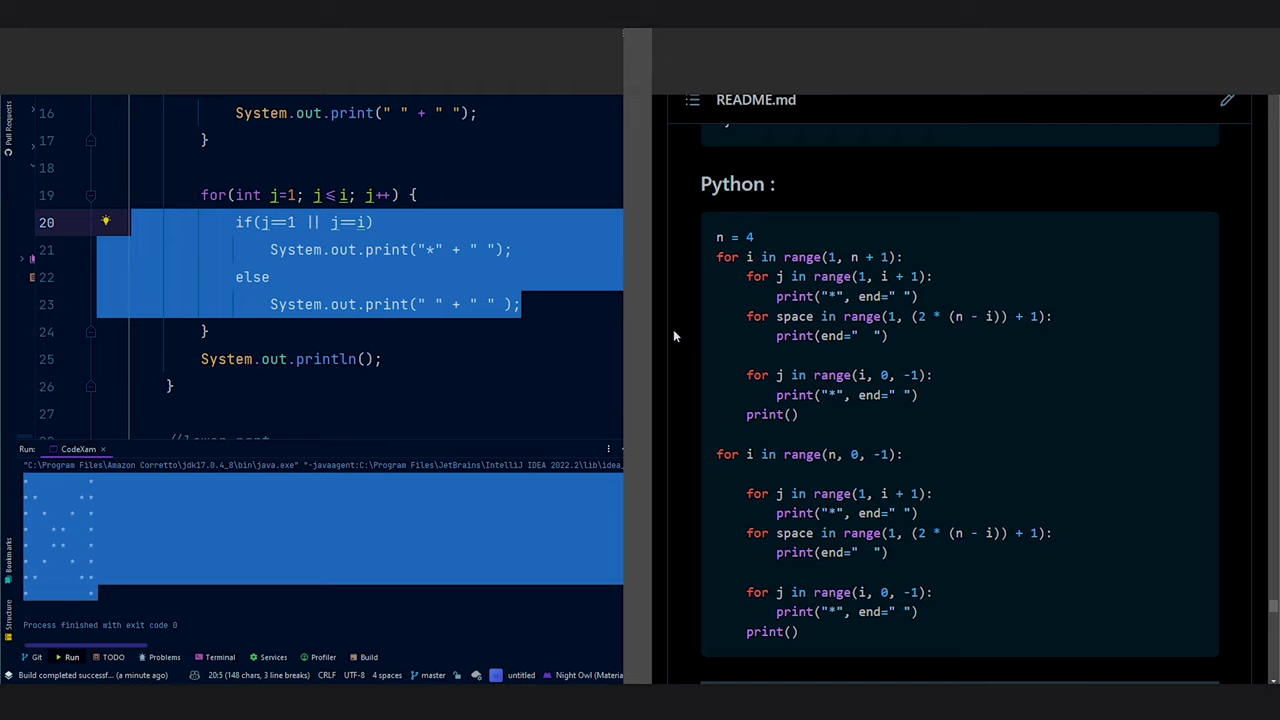 Pull Requests
16 System.out.print(" " + " ");
17 }
18
19 for(int j=1; j<=i; j++) {
20 if(j==1 || j==i)
21 System.out.print("*" + " ");
22 else
23 System.out.print(" " + " " );
24 }
25 System.out.println();
26 }
27
Run: CodeXam ×
"C:\Program Files\Amazon Corretto\jdk17.0.4_8\bin\java.exe" "-javaagent:C:\Program Files\JetBrains\IntelliJ IDEA 2022.2\lib\idea_
* *
** **
* * * *
* ** *
* ** *
* * * *
** **
* *
Process finished with exit code 0
Bookmarks
Structure
Git Run TODO Problems Terminal Services Profiler Build
Build completed successf... (a minute ago) 20:5 (148 chars, 3 line breaks) CRLF UTF-8 4 spaces master untitled Night Owl (Materia
README.md
Python :
n = 4
for i in range(1, n + 1):
for j in range(1, i + 1):
print("*", end=" ")
for space in range(1, (2 * (n - i)) + 1):
print(end="  ")
for j in range(i, 0, -1):
print("*", end=" ")
print()
for i in range(n, 0, -1):
for j in range(1, i + 1):
print("*", end=" ")
for space in range(1, (2 * (n - i)) + 1):
print(end="  ")
for j in range(i, 0, -1):
print("*", end=" ")
print()